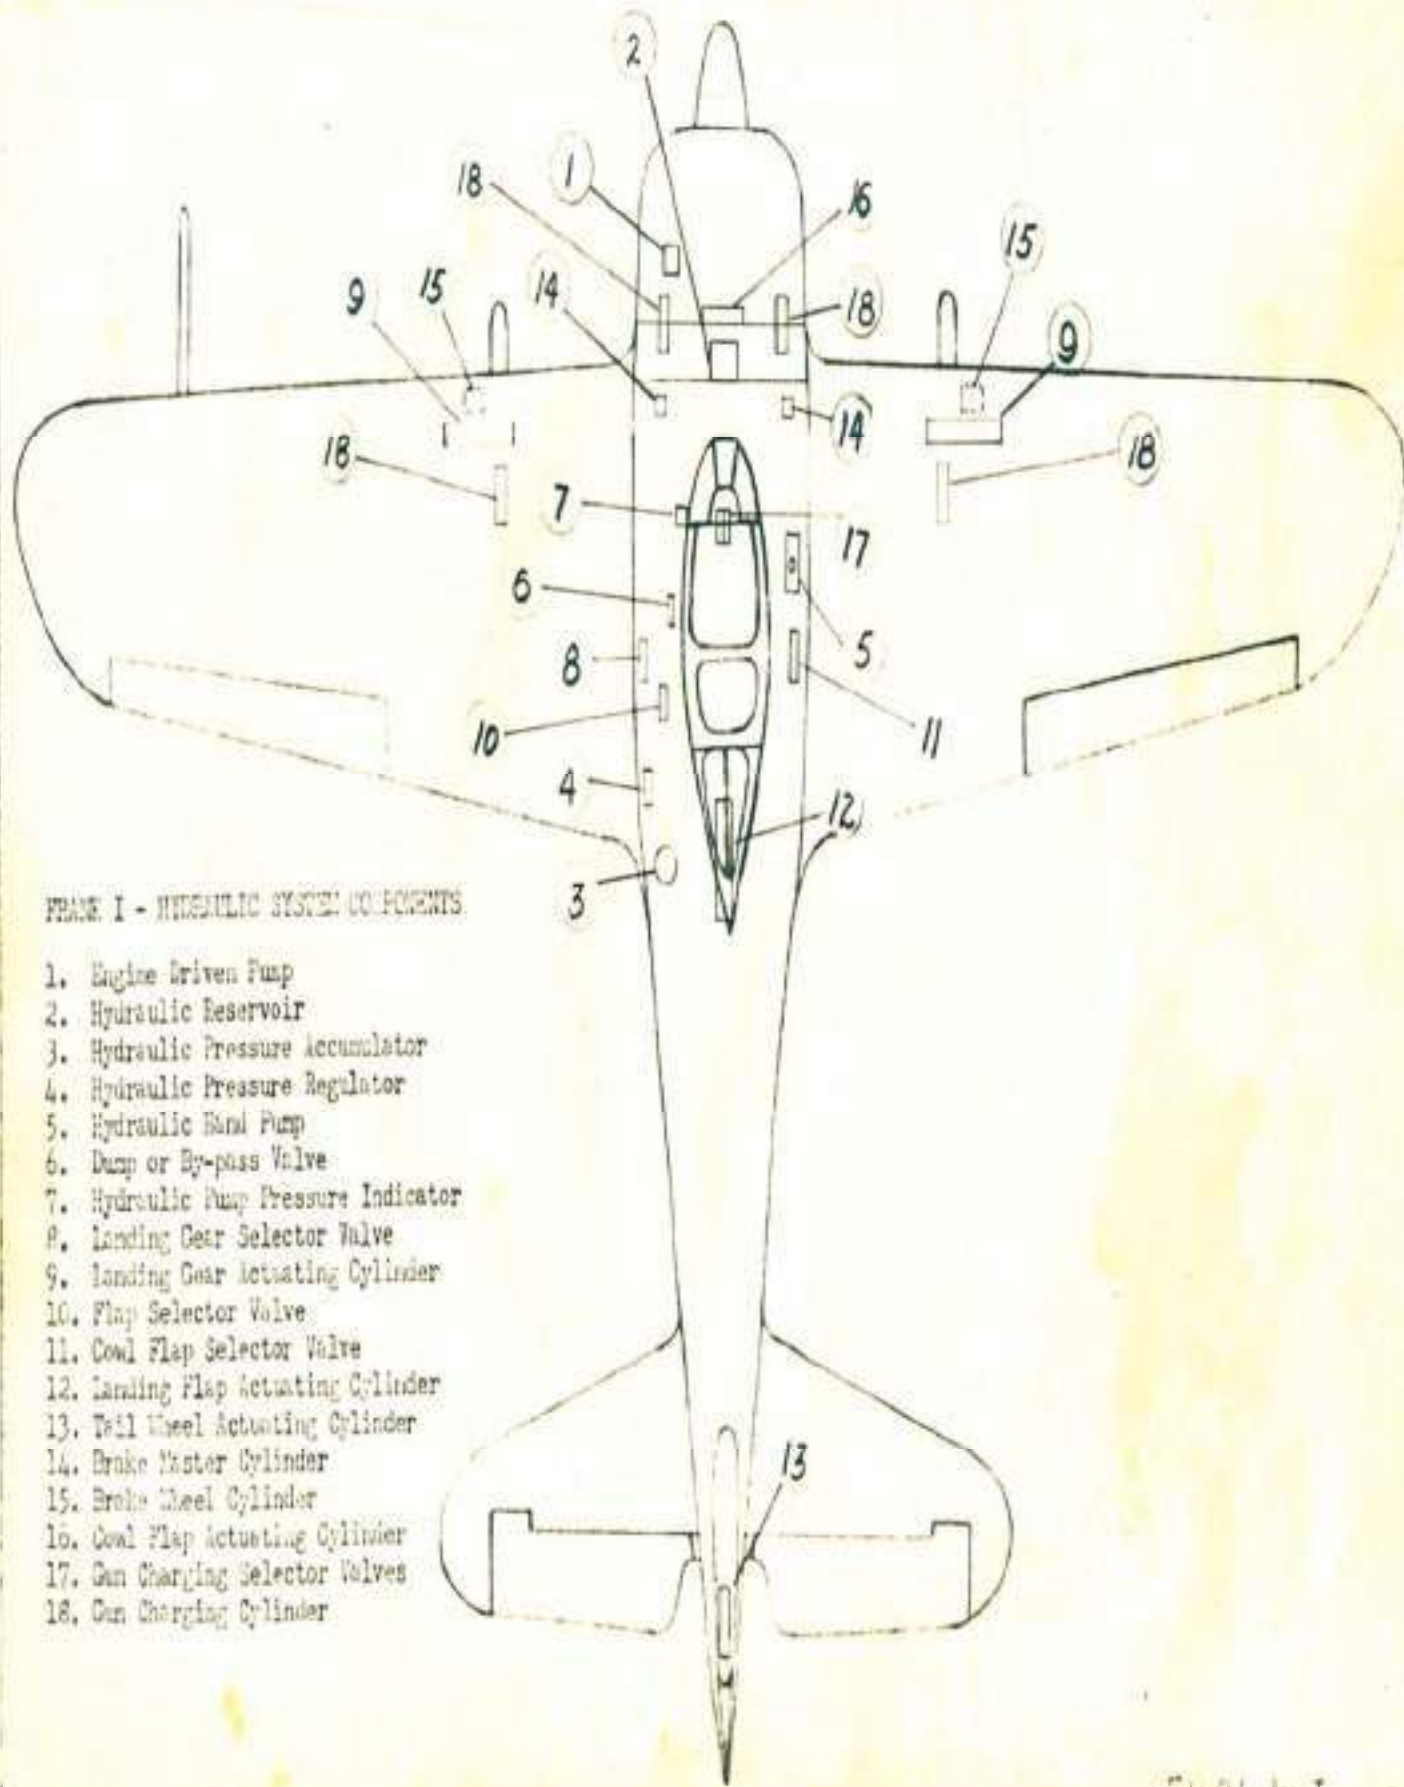 2
1
18
16
15
9
15
14
18
9
14
18
18
7
17
6
5
8
10
11
4
12
3
FRANK I - HYDRAULIC SYSTEM COMPONENTS
1. Engine Driven Pump
2. Hydraulic Reservoir
3. Hydraulic Pressure Accumulator
4. Hydraulic Pressure Regulator
5. Hydraulic Hand Pump
6. Dump or By-pass Valve
7. Hydraulic Pump Pressure Indicator
8. Landing Gear Selector Valve
9. Landing Gear Actuating Cylinder
10. Flap Selector Valve
11. Cowl Flap Selector Valve
12. Landing Flap Actuating Cylinder
13. Tail Wheel Actuating Cylinder
14. Brake Master Cylinder
15. Brake Wheel Cylinder
16. Cowl Flap Actuating Cylinder
17. Gun Charging Selector Valves
18. Gun Charging Cylinder
13